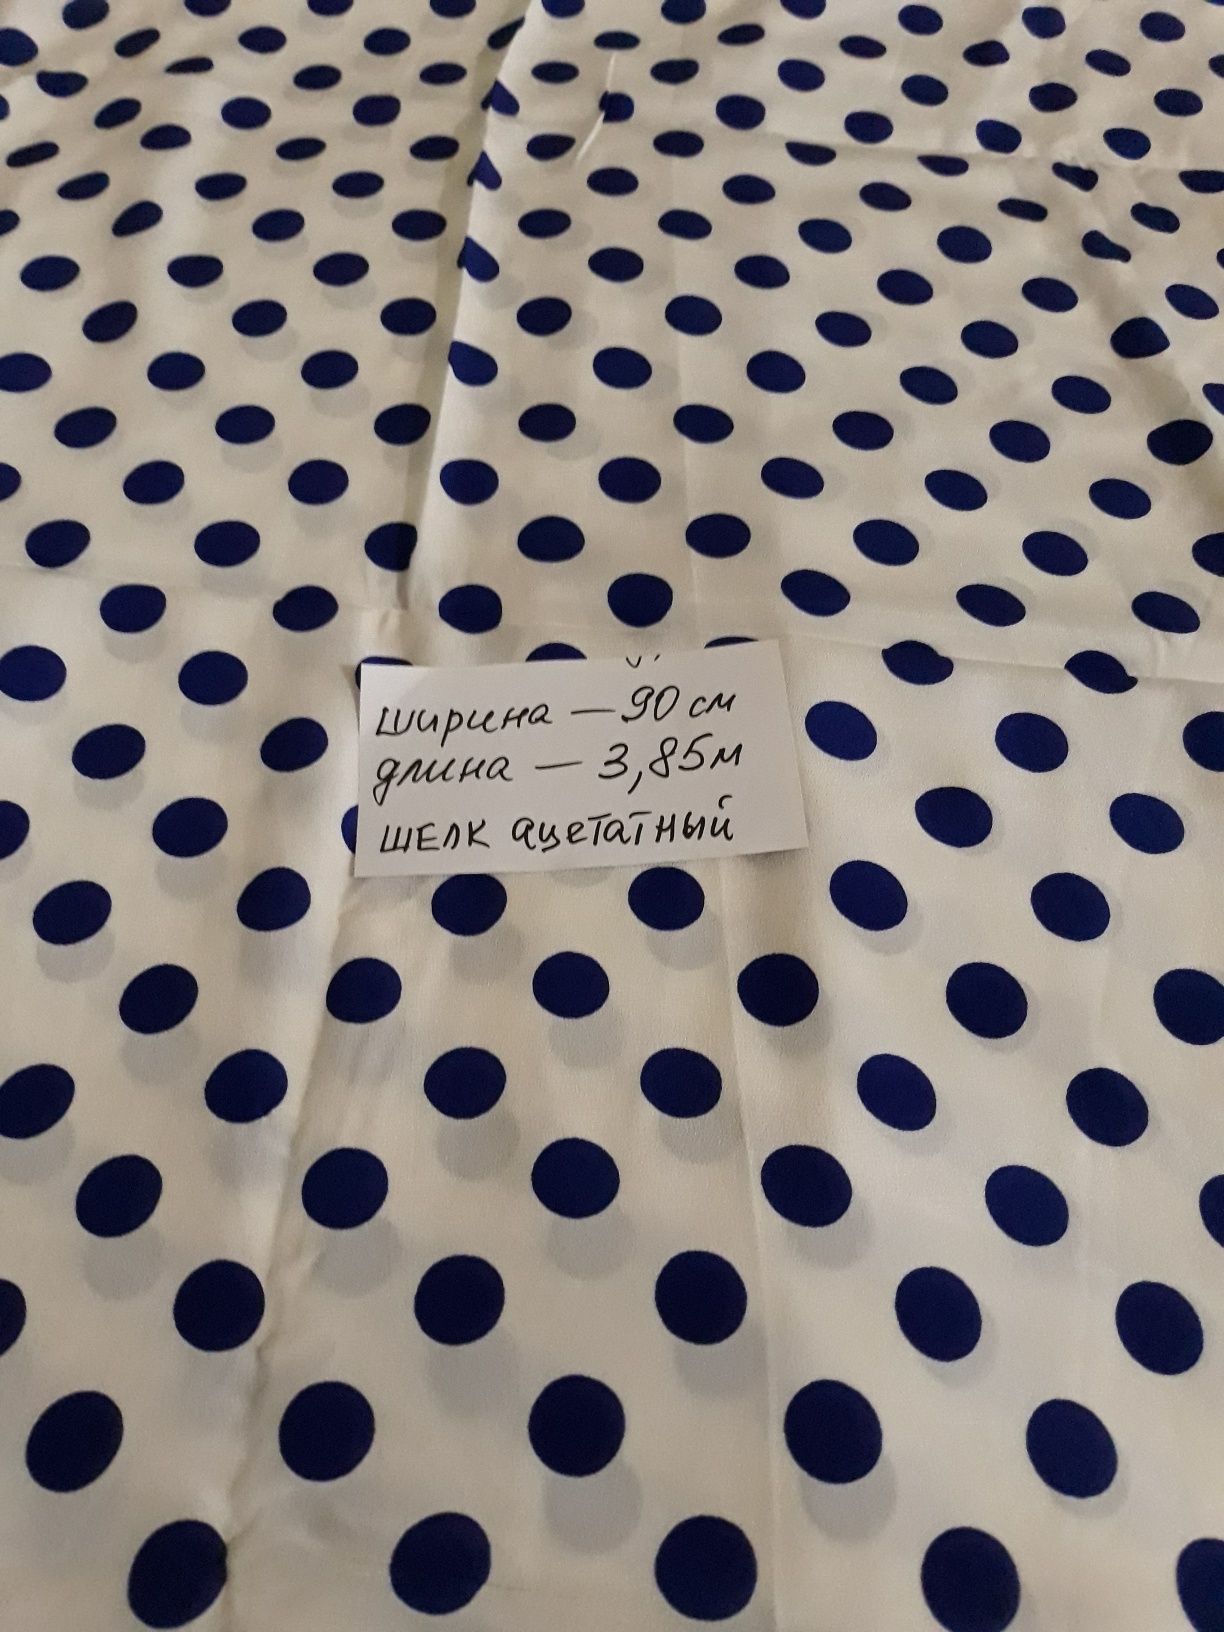 ширина — 90 см
длина — 3,85м
шелк ацетатный